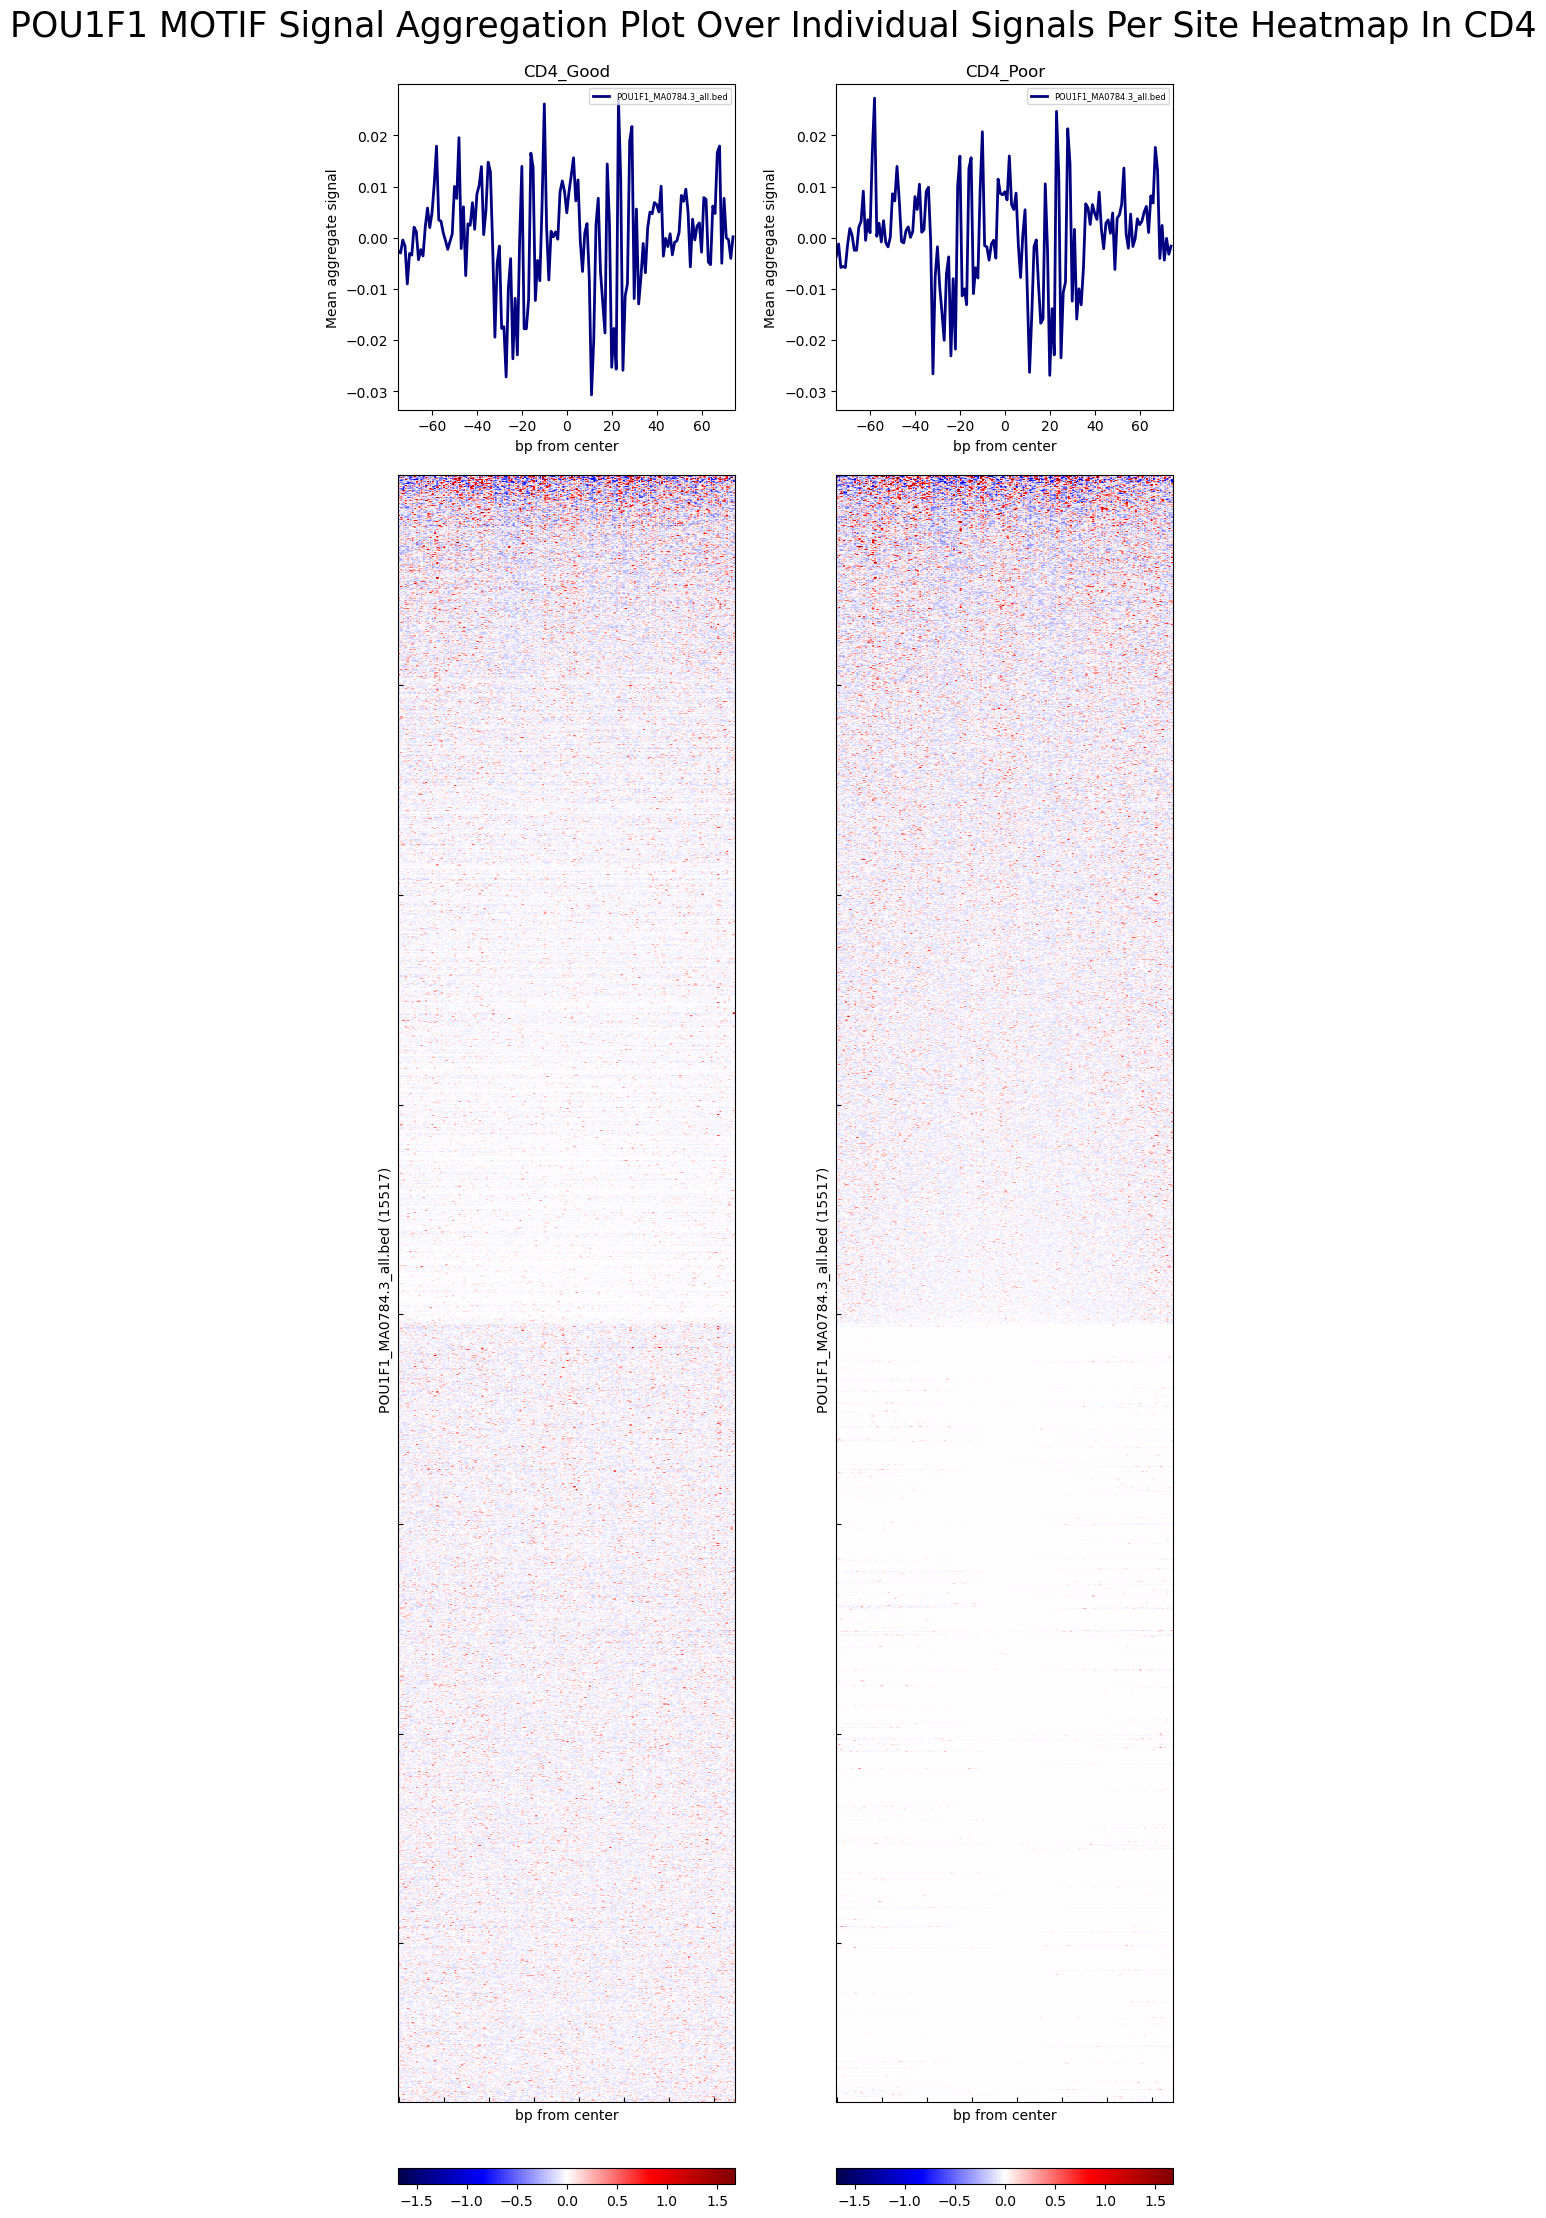 POU1F1 MOTIF Signal Aggregation Plot Over Individual Signals Per Site Heatmap In CD4
CD4_Good
POU1F1_MA0784.3_all.bed
Mean aggregate signal
0.02
0.01
0.00
−0.01
−0.02
−0.03
−60 −40 −20 0 20 40 60
bp from center
CD4_Poor
POU1F1_MA0784.3_all.bed
Mean aggregate signal
0.02
0.01
0.00
−0.01
−0.02
−0.03
−60 −40 −20 0 20 40 60
bp from center
POU1F1_MA0784.3_all.bed (15517)
bp from center
POU1F1_MA0784.3_all.bed (15517)
bp from center
−1.5 −1.0 −0.5 0.0 0.5 1.0 1.5
−1.5 −1.0 −0.5 0.0 0.5 1.0 1.5